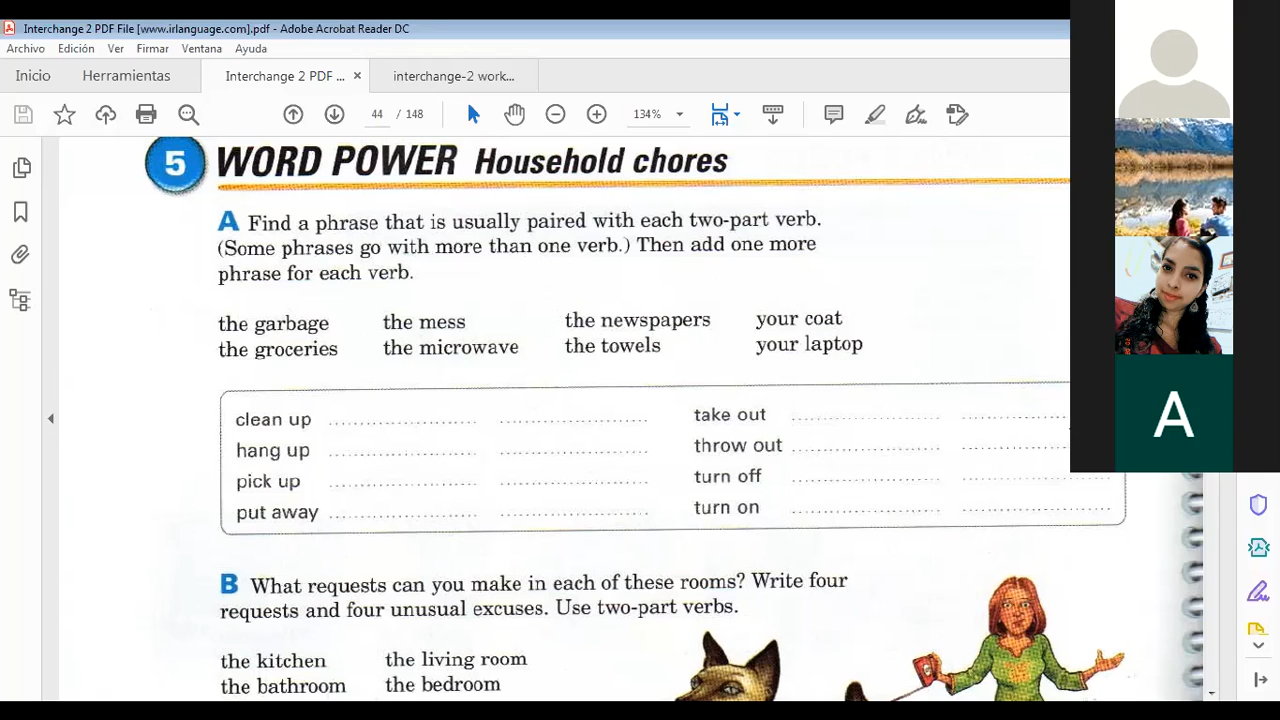 Interchange 2 PDF File [www.irlanguage.com].pdf - Adobe Acrobat Reader DC
Archivo Edición Ver Firmar Ventana Ayuda
Inicio Herramientas Interchange 2 PDF ... × interchange-2 work...
44 / 148 134%
5 WORD POWER Household chores
A Find a phrase that is usually paired with each two-part verb.
(Some phrases go with more than one verb.) Then add one more
phrase for each verb.
the garbage the mess the newspapers your coat
the groceries the microwave the towels your laptop
clean up take out
hang up throw out
pick up turn off
put away turn on
B What requests can you make in each of these rooms? Write four
requests and four unusual excuses. Use two-part verbs.
the kitchen the living room
the bathroom the bedroom
A